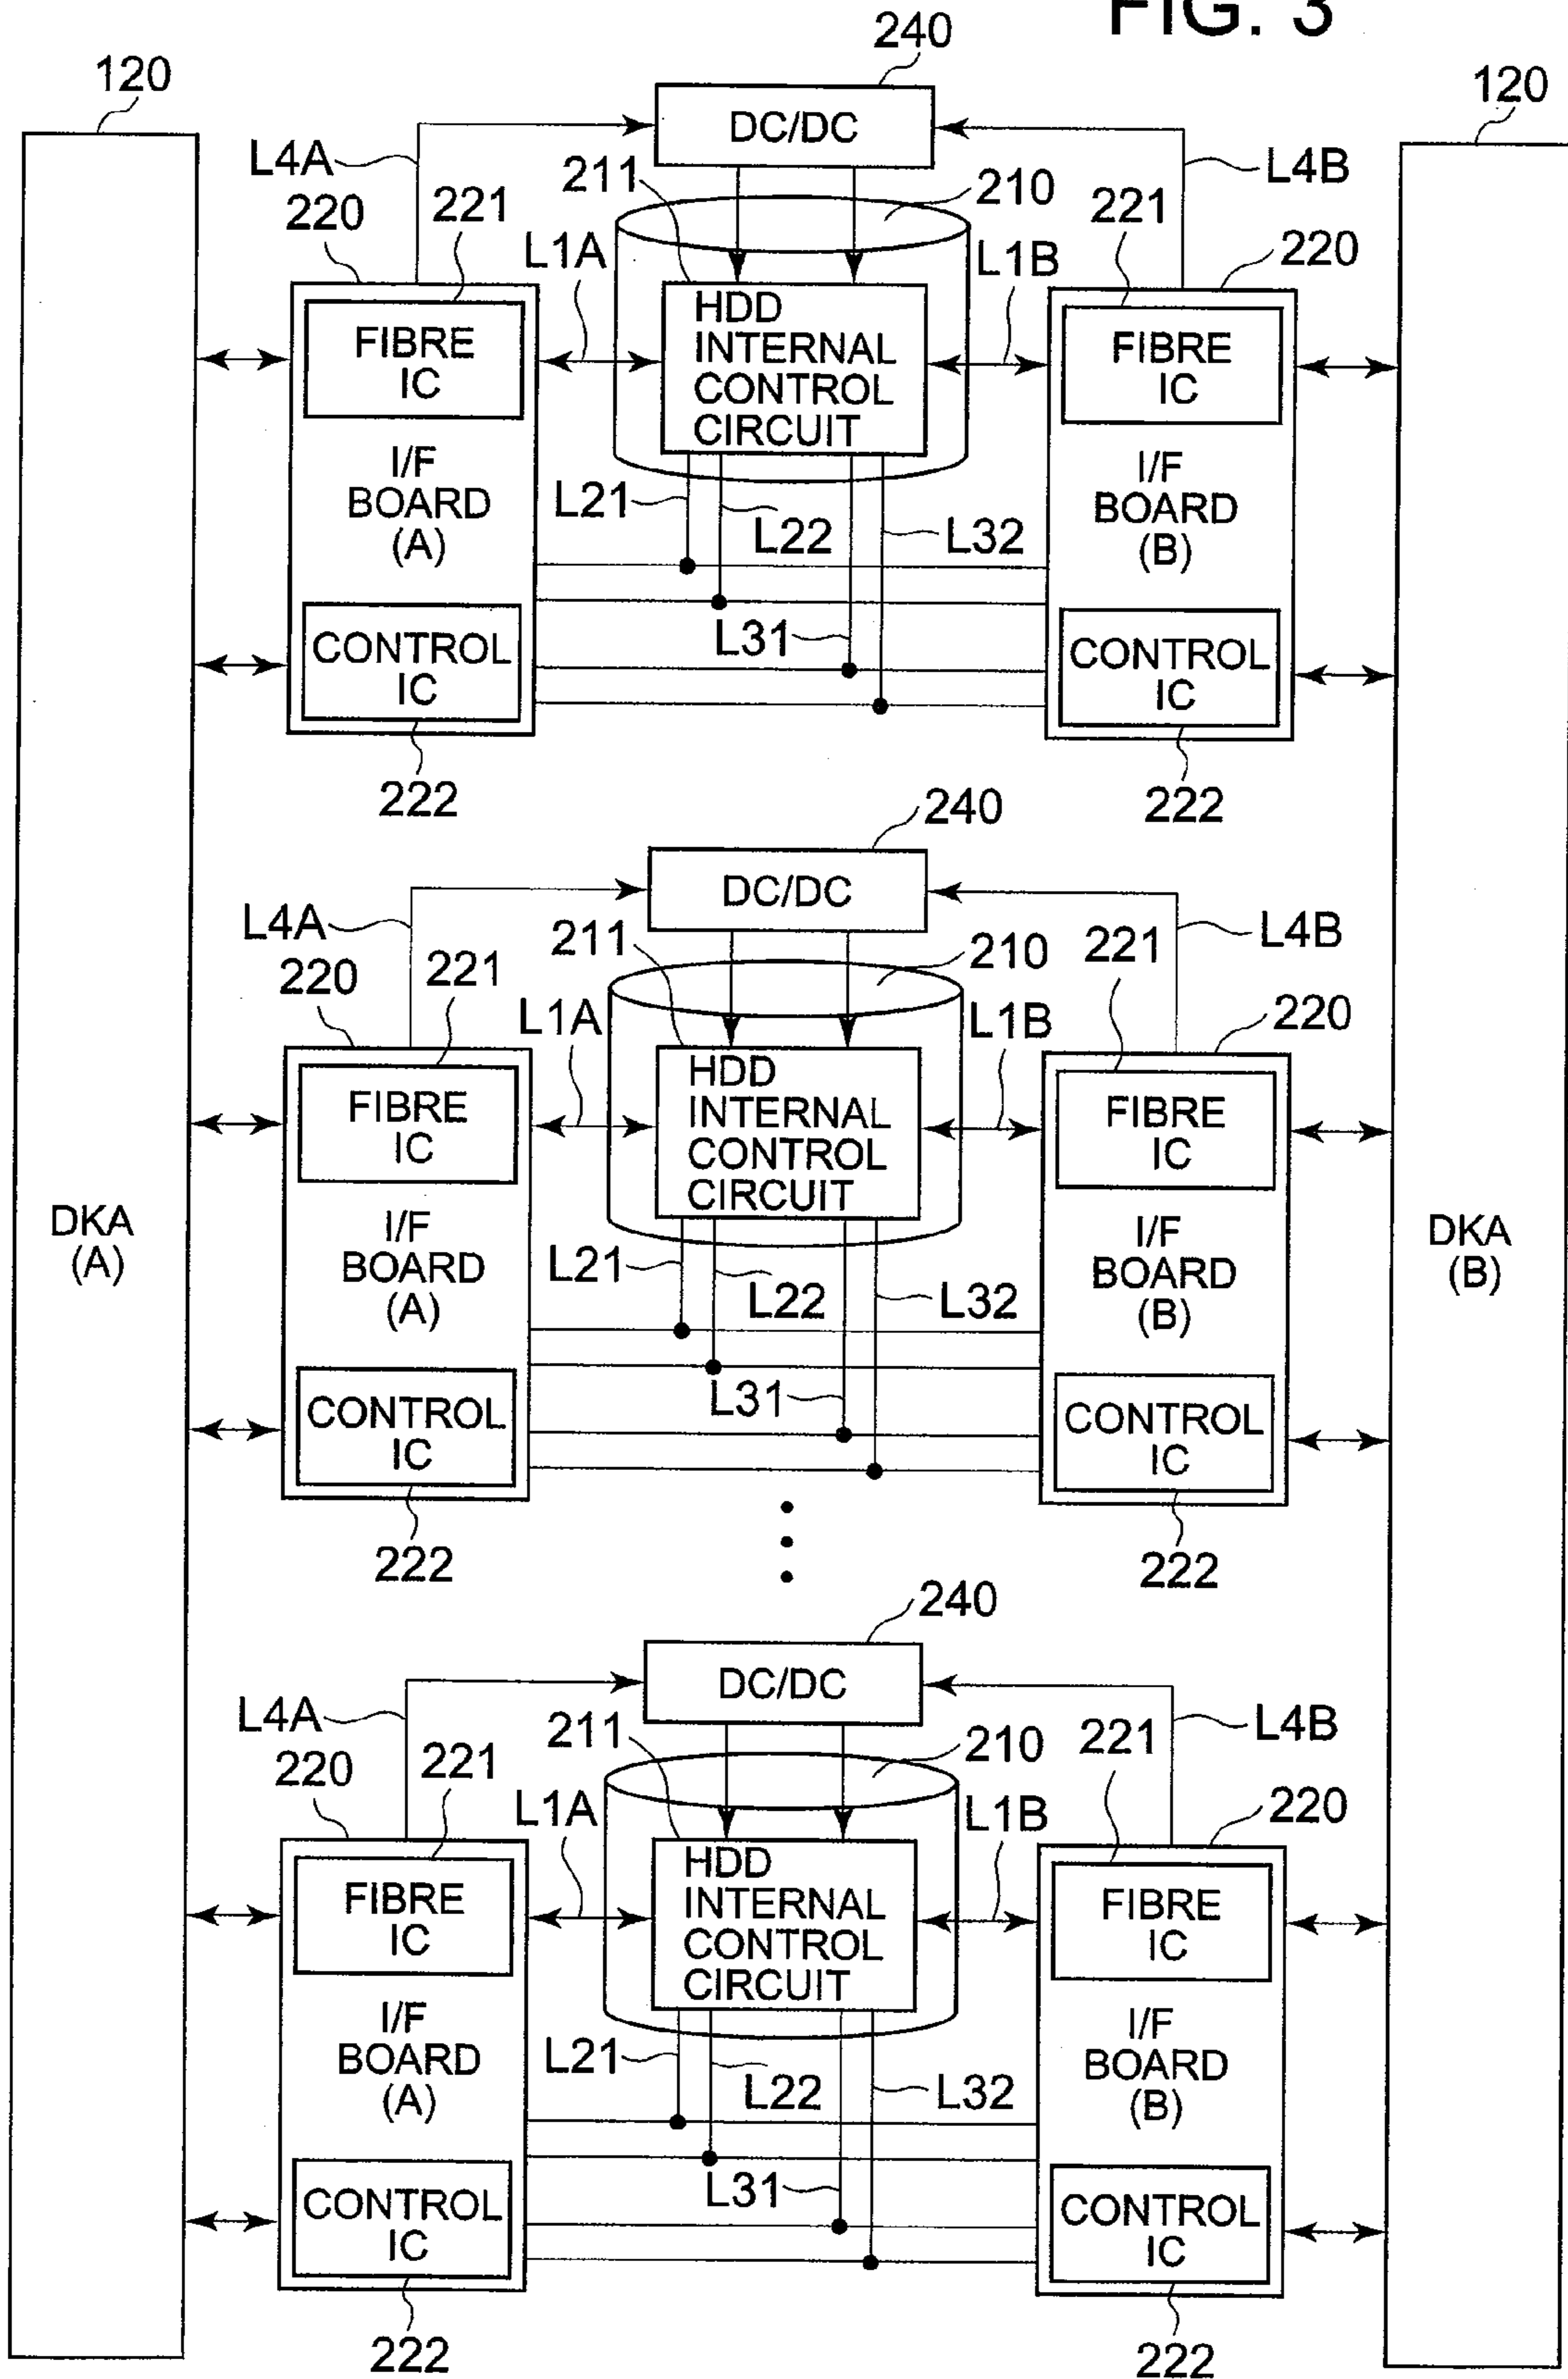 FIG. 3
240
120
120
DC/DC
L4A
211
210
L4B
220
221
221
220
L1A
L1B
HDD
INTERNAL
CONTROL
CIRCUIT
FIBRE
IC
FIBRE
IC
I/F
BOARD
(A)
I/F
BOARD
(B)
L21
L22
L32
L31
CONTROL
IC
CONTROL
IC
222
222
240
DC/DC
L4A
211
210
L4B
220
221
221
220
L1A
L1B
HDD
INTERNAL
CONTROL
CIRCUIT
FIBRE
IC
FIBRE
IC
DKA
(A)
I/F
BOARD
(A)
I/F
BOARD
(B)
DKA
(B)
L21
L22
L32
L31
CONTROL
IC
CONTROL
IC
222
222
240
DC/DC
L4A
211
210
L4B
220
221
221
220
L1A
L1B
HDD
INTERNAL
CONTROL
CIRCUIT
FIBRE
IC
FIBRE
IC
I/F
BOARD
(A)
I/F
BOARD
(B)
L21
L22
L32
L31
CONTROL
IC
CONTROL
IC
222
222